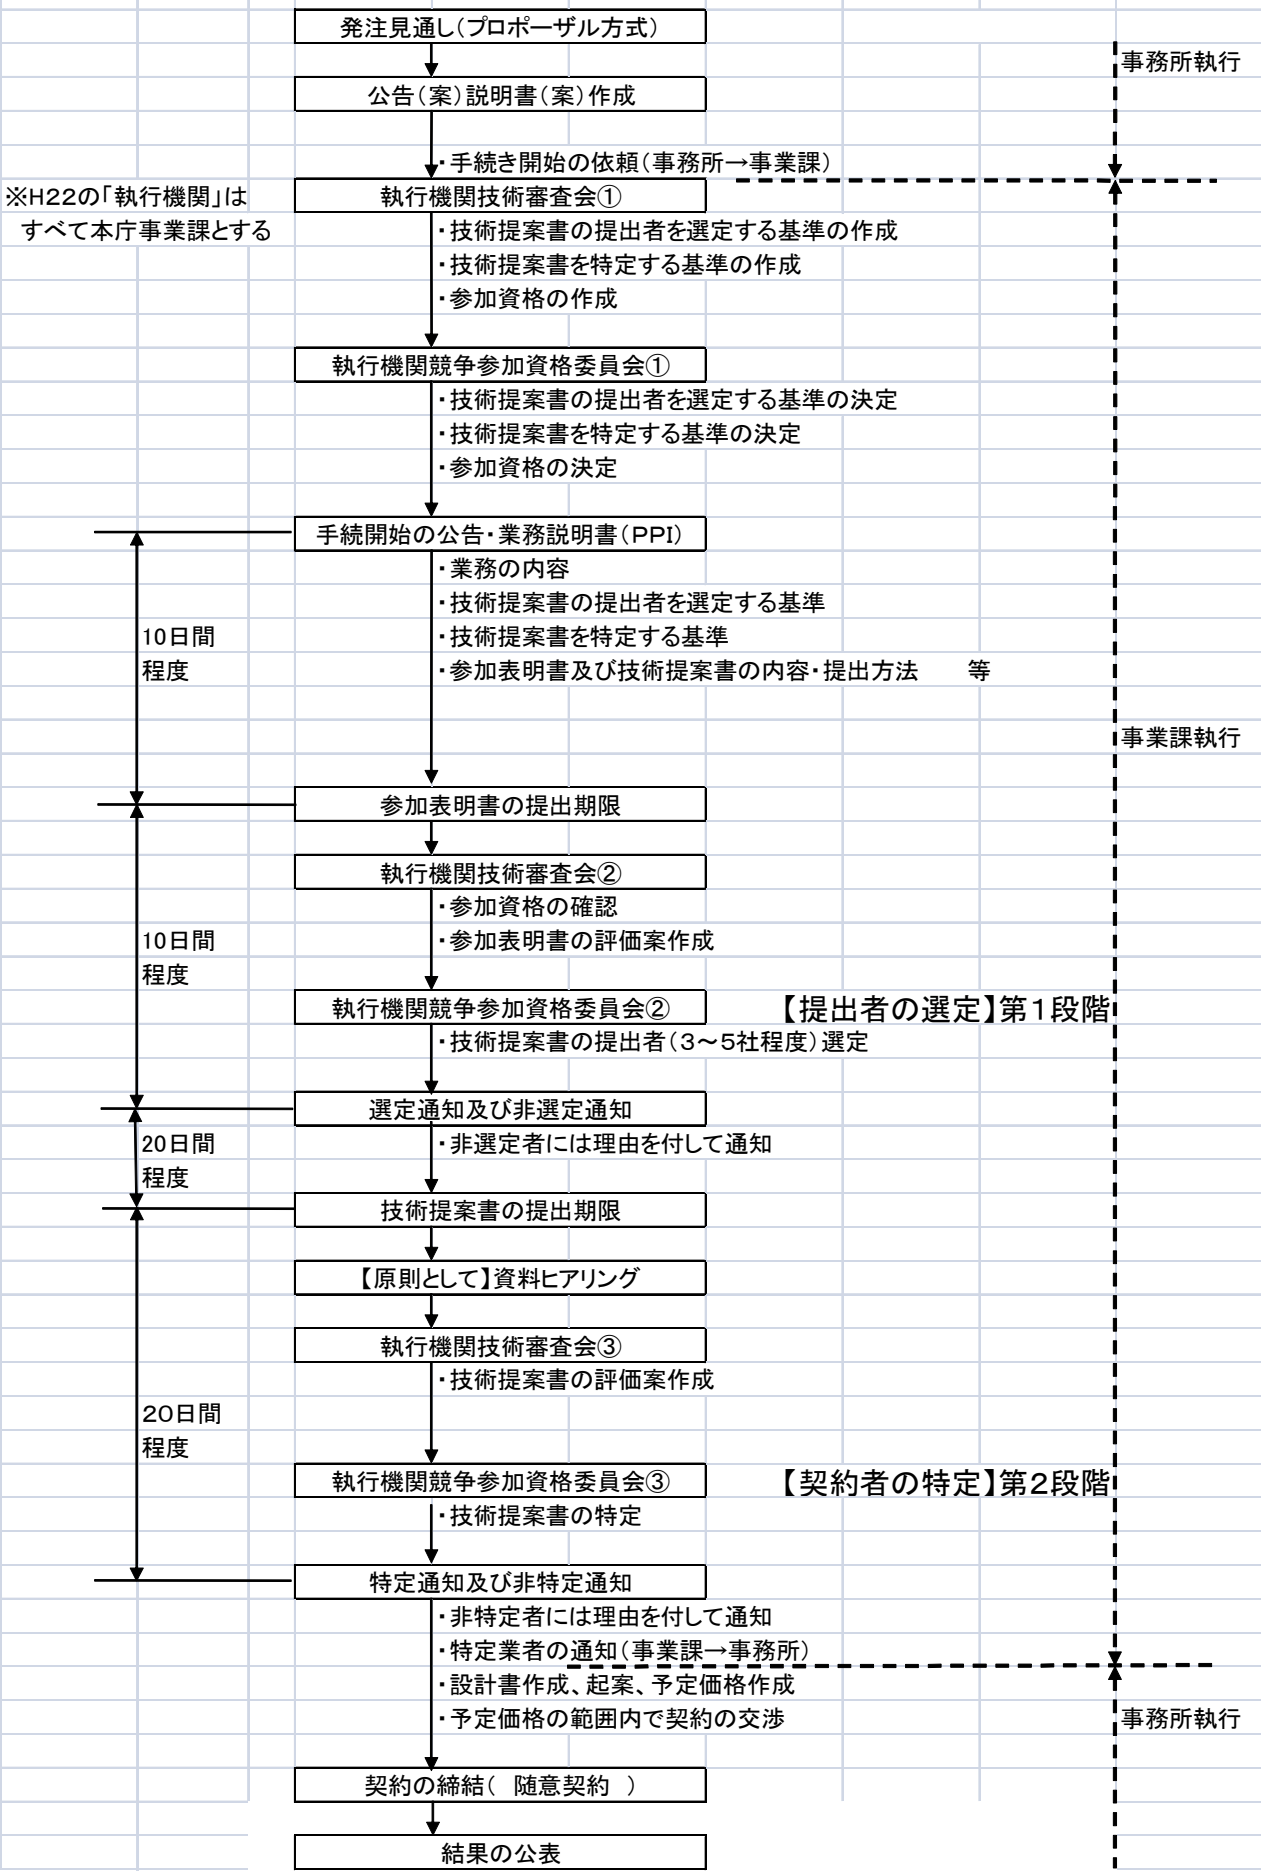 発注見通し（プロポーザル方式）
事務所執行
公告（案）説明書（案）作成
・手続き開始の依頼（事務所→事業課）
※H22の「執行機関」は
すべて本庁事業課とする
執行機関技術審査会①
・技術提案書の提出者を選定する基準の作成
・技術提案書を特定する基準の作成
・参加資格の作成
執行機関競争参加資格委員会①
・技術提案書の提出者を選定する基準の決定
・技術提案書を特定する基準の決定
・参加資格の決定
手続開始の公告・業務説明書（PPI）
・業務の内容
・技術提案書の提出者を選定する基準
10日間
程度
・技術提案書を特定する基準
・参加表明書及び技術提案書の内容・提出方法　　等
事業課執行
参加表明書の提出期限
執行機関技術審査会②
・参加資格の確認
・参加表明書の評価案作成
10日間
程度
執行機関競争参加資格委員会②
【提出者の選定】第1段階
・技術提案書の提出者（3～5社程度）選定
選定通知及び非選定通知
20日間
程度
・非選定者には理由を付して通知
技術提案書の提出期限
【原則として】資料ヒアリング
執行機関技術審査会③
・技術提案書の評価案作成
20日間
程度
執行機関競争参加資格委員会③
【契約者の特定】第2段階
・技術提案書の特定
特定通知及び非特定通知
・非特定者には理由を付して通知
・特定業者の通知（事業課→事務所）
・設計書作成、起案、予定価格作成
・予定価格の範囲内で契約の交渉
事務所執行
契約の締結（　随意契約　）
結果の公表